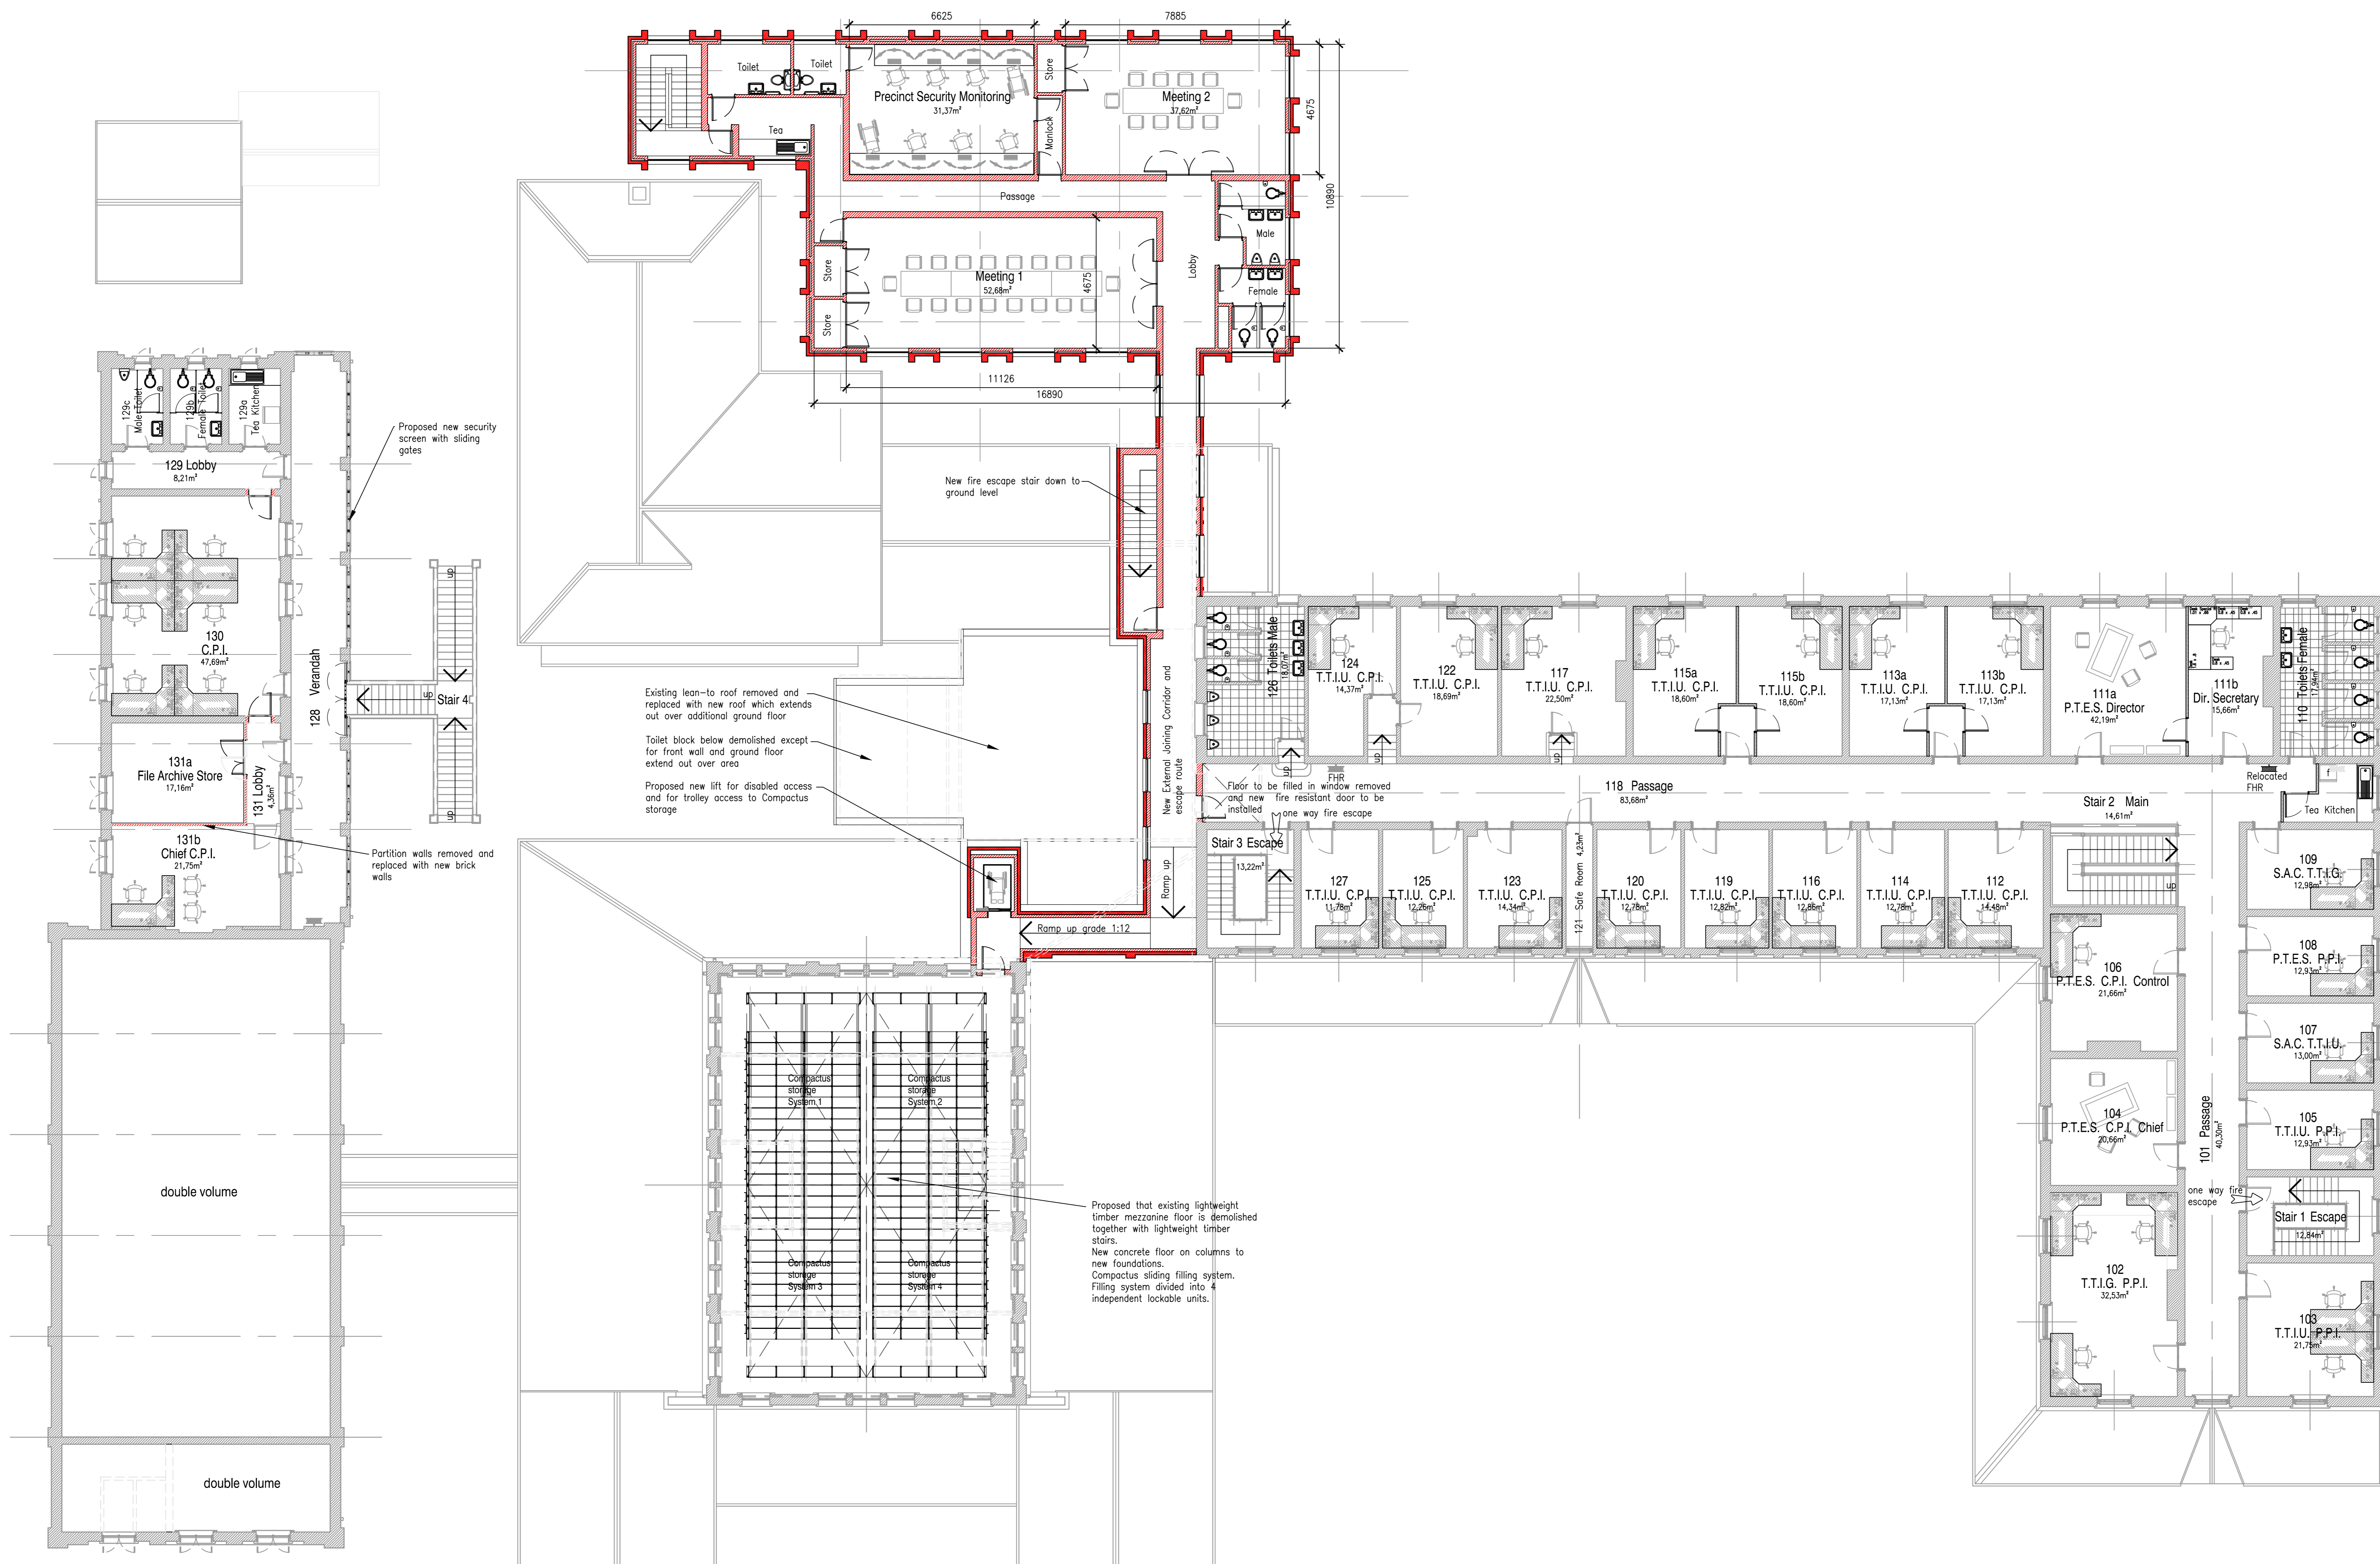 6625
7885
Toilet
Toilet
Store
Precinct Security Monitoring
31,37m²
Meeting 2
37,62m²
4675
Tea
Manlock
Passage
10890
Male
Lobby
Meeting 1
52,68m²
4675
Store
Store
Female
11126
16890
129c
Male Toilet
129b
Female Toilet
129a
Tea Kitchen
Proposed new security
screen with sliding
gates
129 Lobby
8,21m²
New fire escape stair down to
ground level
up
130
C.P.I.
47,69m²
128 Verandah
up
Stair 4
up
131a
File Archive Store
17,16m²
131 Lobby
4,36m²
131b
Chief C.P.I.
21,75m²
Partition walls removed and
replaced with new brick
walls
Existing lean-to roof removed and
replaced with new roof which extends
out over additional ground floor
Toilet block below demolished except
for front wall and ground floor
extend out over area
Proposed new lift for disabled access
and for trolley access to Compactus
storage
New External Joining Corridor and
escape route
126 Toilets Male
18,07m²
124
T.T.I.U. C.P.I.
14,37m²
122
T.T.I.U. C.P.I.
18,69m²
117
T.T.I.U. C.P.I.
22,50m²
115a
T.T.I.U. C.P.I.
18,60m²
115b
T.T.I.U. C.P.I.
18,60m²
113a
T.T.I.U. C.P.I.
17,13m²
113b
T.T.I.U. C.P.I.
17,13m²
111a
P.T.E.S. Director
42,19m²
111b
Dir. Secretary
15,66m²
110 Toilets Female
17,94m²
up
up
up
FHR
Floor to be filled in window removed
and new fire resistant door to be
installed
one way fire escape
118 Passage
83,68m²
Relocated
FHR
f
Tea Kitchen
Stair 2 Main
14,61m²
up
Stair 3 Escape
13,22m²
Ramp up
Ramp up grade 1:12
127
T.T.I.U. C.P.I.
11,78m²
125
T.T.I.U. C.P.I.
12,26m²
123
T.T.I.U. C.P.I.
14,34m²
121 Safe Room 4,23m²
120
T.T.I.U. C.P.I.
12,78m²
119
T.T.I.U. C.P.I.
12,82m²
116
T.T.I.U. C.P.I.
12,86m²
114
T.T.I.U. C.P.I.
12,78m²
112
T.T.I.U. C.P.I.
14,48m²
109
S.A.C. T.T.I.G.
12,98m²
108
P.T.E.S. P.P.I.
12,93m²
106
P.T.E.S. C.P.I. Control
21,66m²
107
S.A.C. T.T.I.U.
13,00m²
104
P.T.E.S. C.P.I. Chief
20,66m²
101 Passage
40,30m²
105
T.T.I.U. P.P.I.
12,93m²
one way fire
escape
Stair 1 Escape
12,84m²
102
T.T.I.G. P.P.I.
32,53m²
103
T.T.I.U. P.P.I.
21,75m²
Compactus
storage
System 1
Compactus
storage
System 2
Compactus
storage
System 3
Compactus
storage
System 4
Proposed that existing lightweight
timber mezzanine floor is demolished
together with lightweight timber
stairs.
New concrete floor on columns to
new foundations.
Compactus sliding filling system.
Filling system divided into 4
independent lockable units.
double volume
double volume